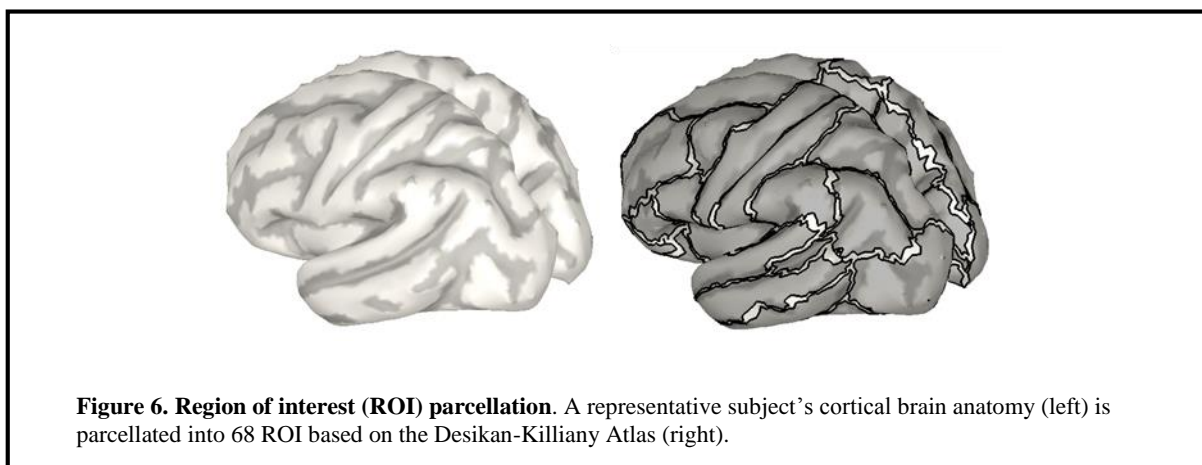 Figure 6. Region of interest (ROI) parcellation. A representative subject’s cortical brain anatomy (left) is
parcellated into 68 ROI based on the Desikan-Killiany Atlas (right).